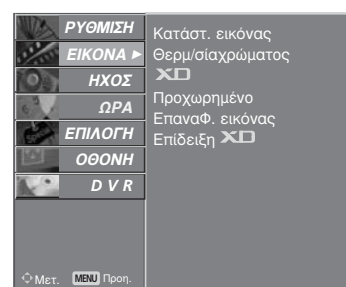 ΡΥΘΜΙΣΗ
ΕΙΚΟΝΑ ►
ΗΧΟΣ
ΩΡΑ
ΕΠΙΛΟΓΗ
ΟΘΟΝΗ
D V R
Κατάστ. εικόνας
Θερμ/σίαχρώματος
XD
Προχωρημένο
ΕπαναΦ. εικόνας
Επίδειξη XD
Μετ. MENU Προη.